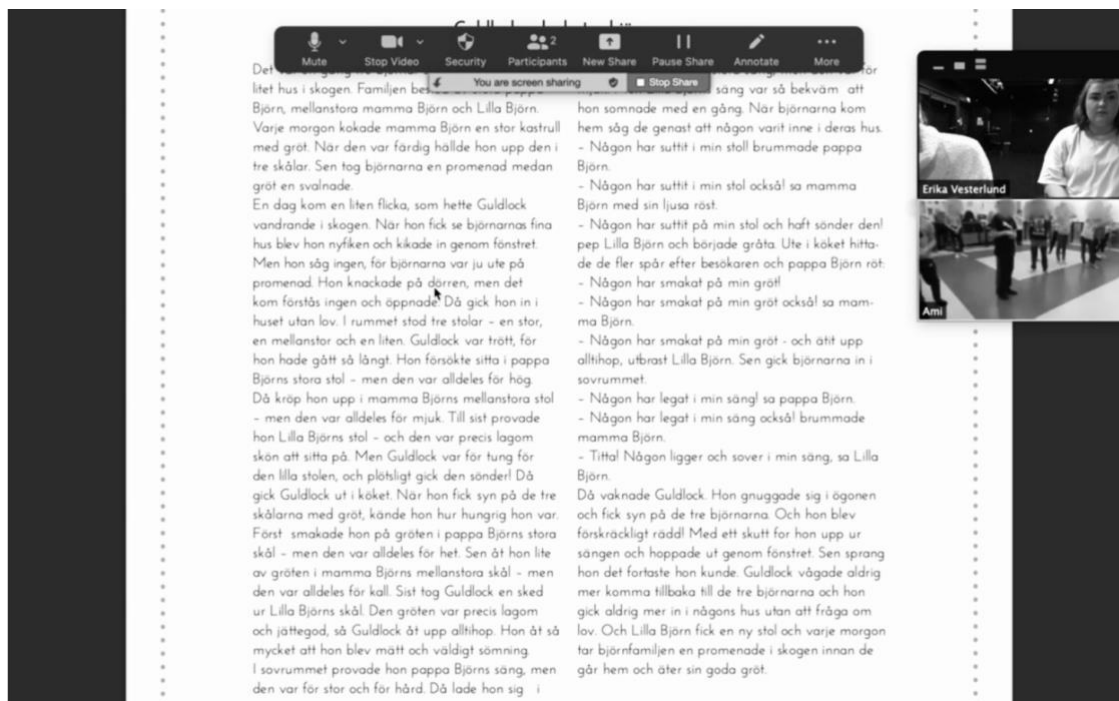 Mute
Stop Video
Security
Participants 2
New Share
Pause Share
Annotate
More
You are screen sharing
Stop Share
Det
litet hus i skogen. Familjen pappa
Björn, mellanstora mamma Björn och Lilla Björn.
Varje morgon kokade mamma Björn en stor kastrull
med gröt. När den var färdig hällde hon upp den i
tre skålar. Sen tog björnarna en promenad medan
gröt en svalnade.
En dag kom en liten flicka, som hette Guldlock
vandrande i skogen. När hon fick se björnarnas fina
hus blev hon nyfiken och kikade in genom fönstret.
Men hon såg ingen, för björnarna var ju ute på
promenad. Hon knackade på dörren, men det
kom förstås ingen och öppnade. Då gick hon in i
huset utan lov. I rummet stod tre stolar – en stor,
en mellanstor och en liten. Guldlock var trött, för
hon hade gått så långt. Hon försökte sitta i pappa
Björns stora stol – men den var alldeles för hög.
Då kröp hon upp i mamma Björns mellanstora stol
– men den var alldeles för mjuk. Till sist provade
hon Lilla Björns stol – och den var precis lagom
skön att sitta på. Men Guldlock var för tung för
den lilla stolen, och plötsligt gick den sönder! Då
gick Guldlock ut i köket. När hon fick syn på de tre
skålarna med gröt, kände hon hur hungrig hon var.
Först smakade hon på gröten i pappa Björns stora
skål – men den var alldeles för het. Sen åt hon lite
av gröten i mamma Björns mellanstora skål – men
den var alldeles för kall. Sist tog Guldlock en sked
ur Lilla Björns skål. Den gröten var precis lagom
och jättegod, så Guldlock åt upp alltihop. Hon åt så
mycket att hon blev mätt och väldigt sömning.
I sovrummet provade hon pappa Björns säng, men
den var för stor och för hård. Då lade hon sig i
för
säng var så bekväm att
hon somnade med en gång. När björnarna kom
hem såg de genast att någon varit inne i deras hus.
– Någon har suttit i min stol! brummade pappa
Björn.
– Någon har suttit i min stol också! sa mamma
Björn med sin ljusa röst.
– Någon har suttit på min stol och haft sönder den!
pep Lilla Björn och började gråta. Ute i köket hitta-
de de fler spår efter besökaren och pappa Björn röt:
– Någon har smakat på min gröt!
– Någon har smakat på min gröt också! sa mam-
ma Björn.
– Någon har smakat på min gröt - och ätit upp
alltihop, utbrast Lilla Björn. Sen gick björnarna in i
sovrummet.
– Någon har legat i min säng! sa pappa Björn.
– Någon har legat i min säng också! brummade
mamma Björn.
– Titta! Någon ligger och sover i min säng, sa Lilla
Björn.
Då vaknade Guldlock. Hon gnuggade sig i ögonen
och fick syn på de tre björnarna. Och hon blev
förskräckligt rädd! Med ett skutt for hon upp ur
sängen och hoppade ut genom fönstret. Sen sprang
hon det fortaste hon kunde. Guldlock vågade aldrig
mer komma tillbaka till de tre björnarna och hon
gick aldrig mer in i någons hus utan att fråga om
lov. Och Lilla Björn fick en ny stol och varje morgon
tar björnfamiljen en promenade i skogen innan de
går hem och äter sin goda gröt.
Erika Vesterlund
Ami